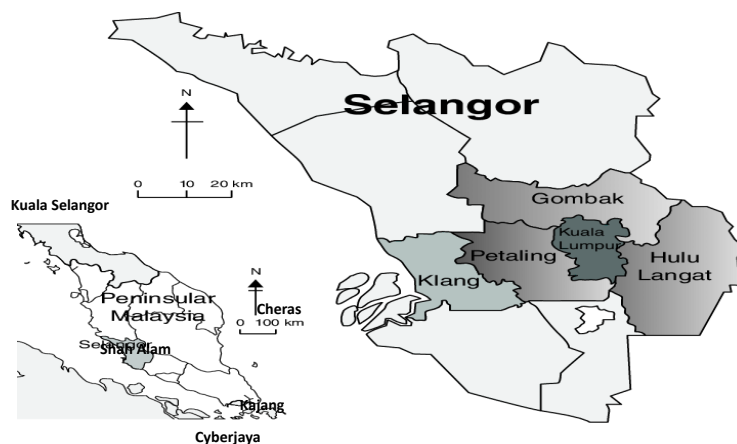 Selangor
N
0 10 20 km
Gombak
Kuala
Lumpur
Petaling
Hulu
Langat
Klang
Kuala Selangor
N
Peninsular
Malaysia
Cheras
0 100 km
Selangor
Shah Alam
Kajang
Cyberjaya